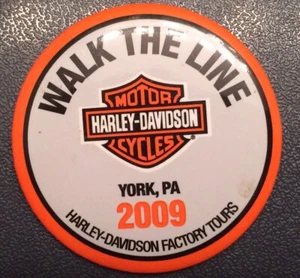 WALK THE LINE
MOTOR
HARLEY-DAVIDSON
CYCLES
YORK, PA
2009
HARLEY-DAVIDSON FACTORY TOURS